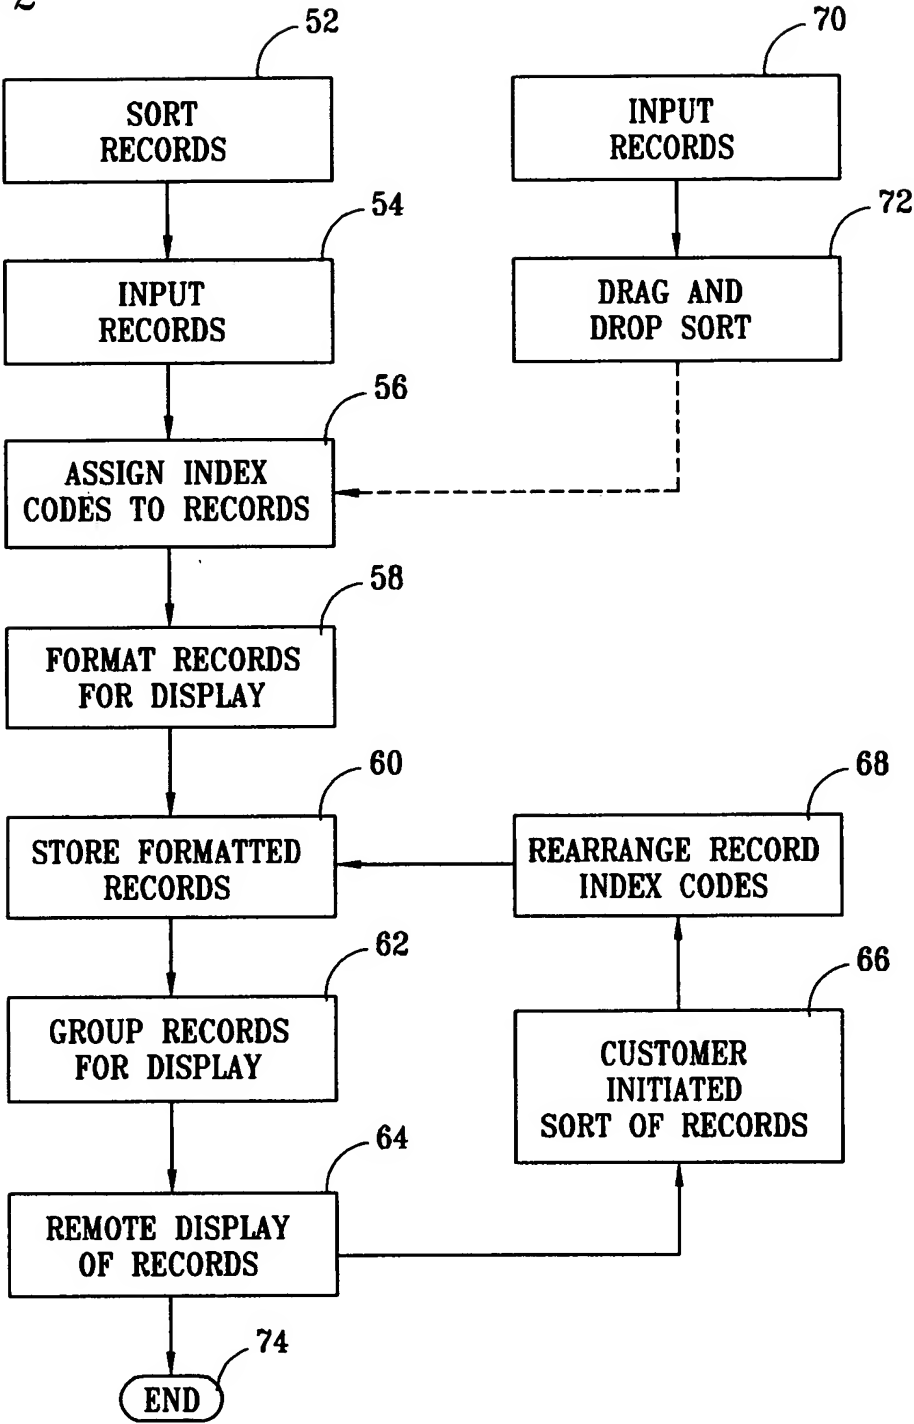 2
52
SORT
RECORDS
70
INPUT
RECORDS
54
INPUT
RECORDS
72
DRAG AND
DROP SORT
56
ASSIGN INDEX
CODES TO RECORDS
58
FORMAT RECORDS
FOR DISPLAY
60
STORE FORMATTED
RECORDS
68
REARRANGE RECORD
INDEX CODES
62
GROUP RECORDS
FOR DISPLAY
66
CUSTOMER
INITIATED
SORT OF RECORDS
64
REMOTE DISPLAY
OF RECORDS
74
END